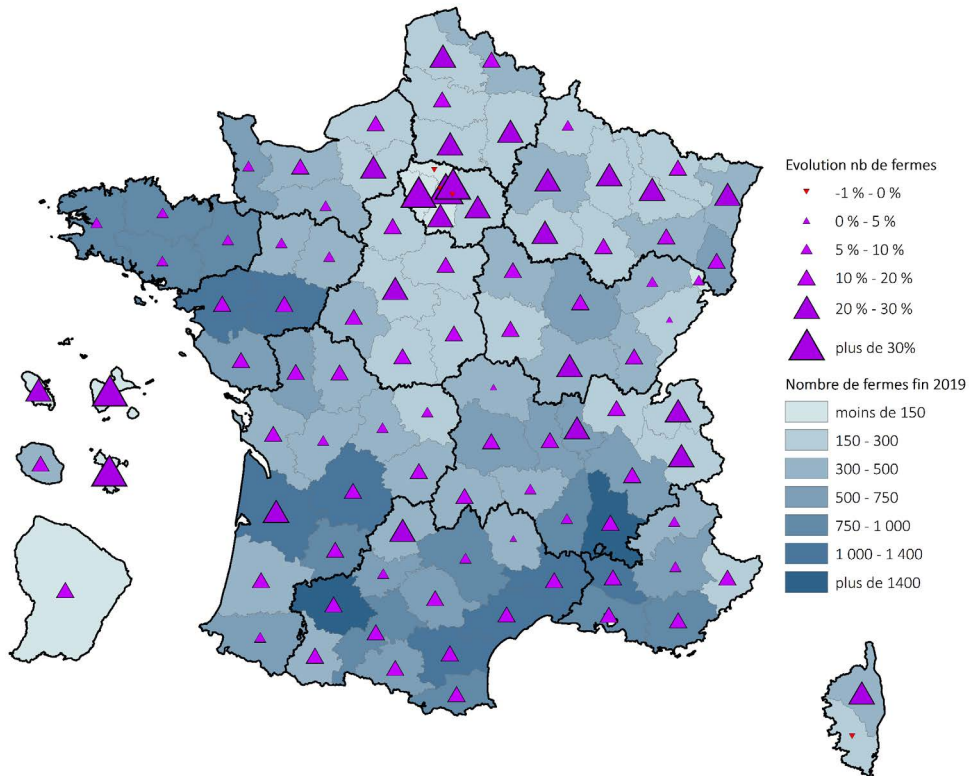 Evolution nb de fermes
-1 % - 0 %
0 % - 5 %
5 % - 10 %
10 % - 20 %
20 % - 30 %
plus de 30%
Nombre de fermes fin 2019
moins de 150
150 - 300
300 - 500
500 - 750
750 - 1 000
1 000 - 1 400
plus de 1400